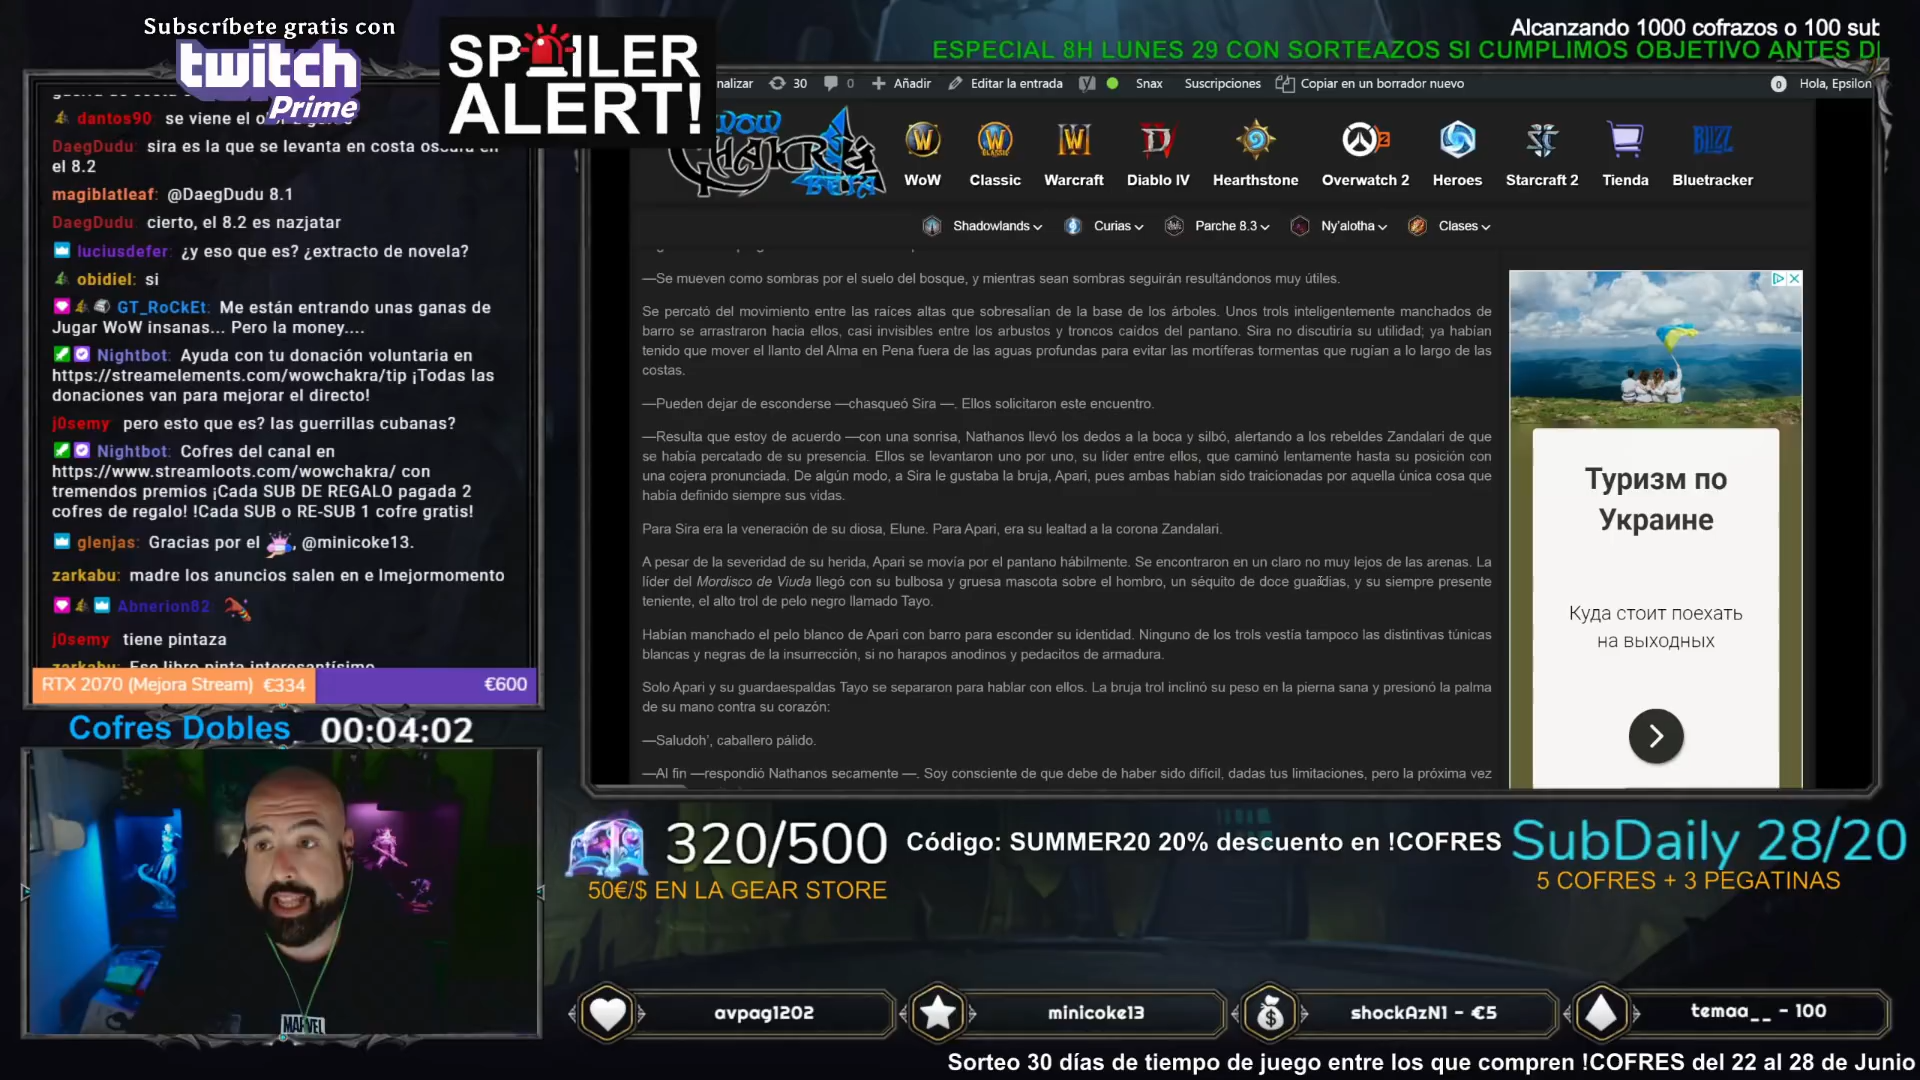 Subscríbete gratis con
twitch
Prime
SPOILER
ALERT!
Alcanzando 1000 cofrazos o 100 sub
ESPECIAL 8H LUNES 29 CON SORTEAZOS SI CUMPLIMOS OBJETIVO ANTES DE
nalizar 30 0 Añadir Editar la entrada Snax Suscripciones Copiar en un borrador nuevo 0 Hola, Epsilon
WOW
CHAKRA
BETA
WoW Classic Warcraft Diablo IV Hearthstone Overwatch 2 Heroes Starcraft 2 Tienda Bluetracker
Shadowlands Curias Parche 8.3 Ny'alotha Clases
dantos90 se viene el
DaegDudu: sira es la que se levanta en costa oscura en
el 8.2
magiblatleaf: @DaegDudu 8.1
DaegDudu: cierto, el 8.2 es nazjatar
luciusdefer: ¿y eso que es? ¿extracto de novela?
obidiel: si
GT_RoCkEt: Me están entrando unas ganas de
Jugar WoW insanas... Pero la money....
Nightbot: Ayuda con tu donación voluntaria en
https://streamelements.com/wowchakra/tip ¡Todas las
donaciones van para mejorar el directo!
j0semy pero esto que es? las guerrillas cubanas?
Nightbot: Cofres del canal en
https://www.streamloots.com/wowchakra/ con
tremendos premios ¡Cada SUB DE REGALO pagada 2
cofres de regalo! !Cada SUB o RE-SUB 1 cofre gratis!
glenjas: Gracias por el , @minicoke13.
zarkabu: madre los anuncios salen en e lmejormomento
Abnerion82:
j0semy tiene pintaza
zarkabu: Ese libro pinta interesantísimo
RTX 2070 (Mejora Stream) €334 €600
Cofres Dobles 00:04:02
—Se mueven como sombras por el suelo del bosque, y mientras sean sombras seguirán resultándonos muy útiles.
Se percató del movimiento entre las raíces altas que sobresalían de la base de los árboles. Unos trols inteligentemente manchados de
barro se arrastraron hacia ellos, casi invisibles entre los arbustos y troncos caídos del pantano. Sira no discutiría su utilidad; ya habían
tenido que mover el llanto del Alma en Pena fuera de las aguas profundas para evitar las mortíferas tormentas que rugían a lo largo de las
costas.
—Pueden dejar de esconderse —chasqueó Sira —. Ellos solicitaron este encuentro.
—Resulta que estoy de acuerdo —con una sonrisa, Nathanos llevó los dedos a la boca y silbó, alertando a los rebeldes Zandalari de que
se había percatado de su presencia. Ellos se levantaron uno por uno, su líder entre ellos, que caminó lentamente hasta su posición con
una cojera pronunciada. De algún modo, a Sira le gustaba la bruja, Apari, pues ambas habían sido traicionadas por aquella única cosa que
había definido siempre sus vidas.
Para Sira era la veneración de su diosa, Elune. Para Apari, era su lealtad a la corona Zandalari.
A pesar de la severidad de su herida, Apari se movía por el pantano hábilmente. Se encontraron en un claro no muy lejos de las arenas. La
líder del Mordisco de Viuda llegó con su bulbosa y gruesa mascota sobre el hombro, un séquito de doce guardias, y su siempre presente
teniente, el alto trol de pelo negro llamado Tayo.
Habían manchado el pelo blanco de Apari con barro para esconder su identidad. Ninguno de los trols vestía tampoco las distintivas túnicas
blancas y negras de la insurrección, si no harapos anodinos y pedacitos de armadura.
Solo Apari y su guardaespaldas Tayo se separaron para hablar con ellos. La bruja trol inclinó su peso en la pierna sana y presionó la palma
de su mano contra su corazón:
—Saludoh', caballero pálido.
—Al fin —respondió Nathanos secamente —. Soy consciente de que debe de haber sido difícil, dadas tus limitaciones, pero la próxima vez
Туризм по
Украине
Куда стоит поехать
на выходных
MARVEL
320/500
50€/$ EN LA GEAR STORE
Código: SUMMER20 20% descuento en !COFRES
SubDaily 28/20
5 COFRES + 3 PEGATINAS
avpag1202
minicoke13
shockAzN1 - €5
temaa__ - 100
Sorteo 30 días de tiempo de juego entre los que compren !COFRES del 22 al 28 de Junio